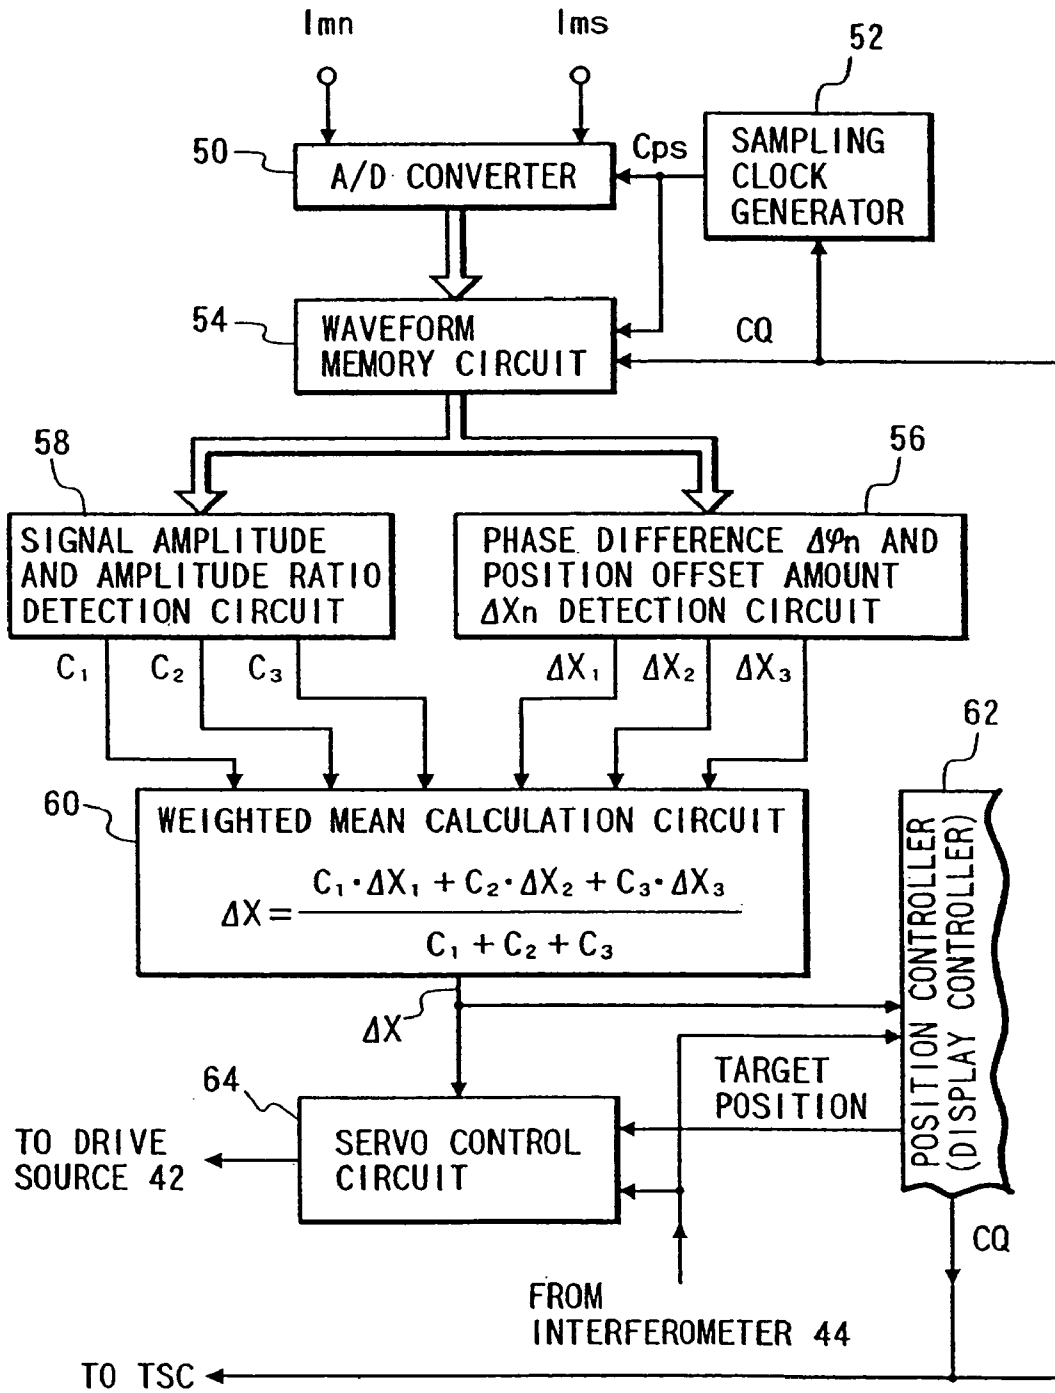 Imn
Ims
52
50
A/D CONVERTER
Cps
SAMPLING
CLOCK
GENERATOR
54
WAVEFORM
MEMORY CIRCUIT
CQ
58
56
SIGNAL AMPLITUDE
AND AMPLITUDE RATIO
DETECTION CIRCUIT
PHASE DIFFERENCE Δφn AND
POSITION OFFSET AMOUNT
ΔXn DETECTION CIRCUIT
C₁
C₂
C₃
ΔX₁
ΔX₂
ΔX₃
62
60
WEIGHTED MEAN CALCULATION CIRCUIT
C₁·ΔX₁ + C₂·ΔX₂ + C₃·ΔX₃
ΔX =
C₁ + C₂ + C₃
POSITION CONTROLLER
(DISPLAY CONTROLLER)
ΔX
64
TARGET
POSITION
SERVO CONTROL
CIRCUIT
TO DRIVE
SOURCE 42
CQ
FROM
INTERFEROMETER 44
TO TSC